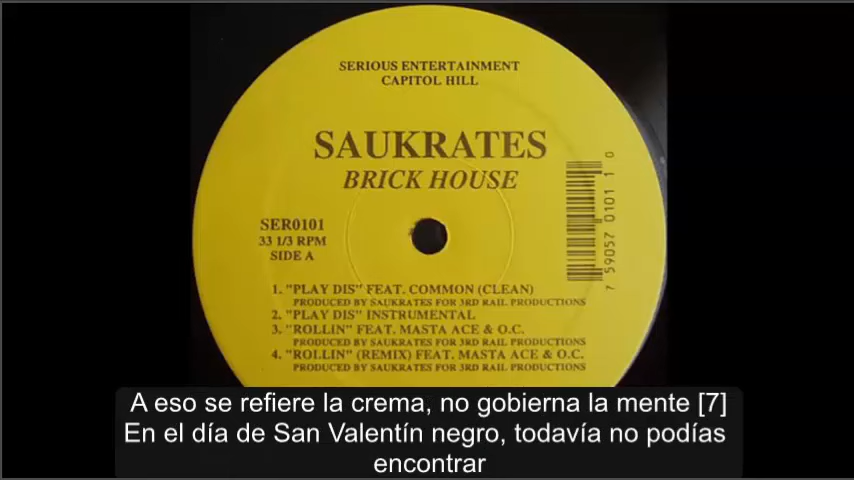 SERIOUS ENTERTAINMENT
CAPITOL HILL
SAUKRATES
BRICK HOUSE
SER0101
33 1/3 RPM
SIDE A
7 59057 0101 1 0
1. "PLAY DIS" FEAT. COMMON (CLEAN)
PRODUCED BY SAUKRATES FOR 3RD RAIL PRODUCTIONS
2. "PLAY DIS" INSTRUMENTAL
3. "ROLLIN" FEAT. MASTA ACE & O.C.
PRODUCED BY SAUKRATES FOR 3RD RAIL PRODUCTIONS
4. "ROLLIN" (REMIX) FEAT. MASTA ACE & O.C.
PRODUCED BY SAUKRATES FOR 3RD RAIL PRODUCTIONS
A eso se refiere la crema, no gobierna la mente [7]
En el día de San Valentín negro, todavía no podías
encontrar